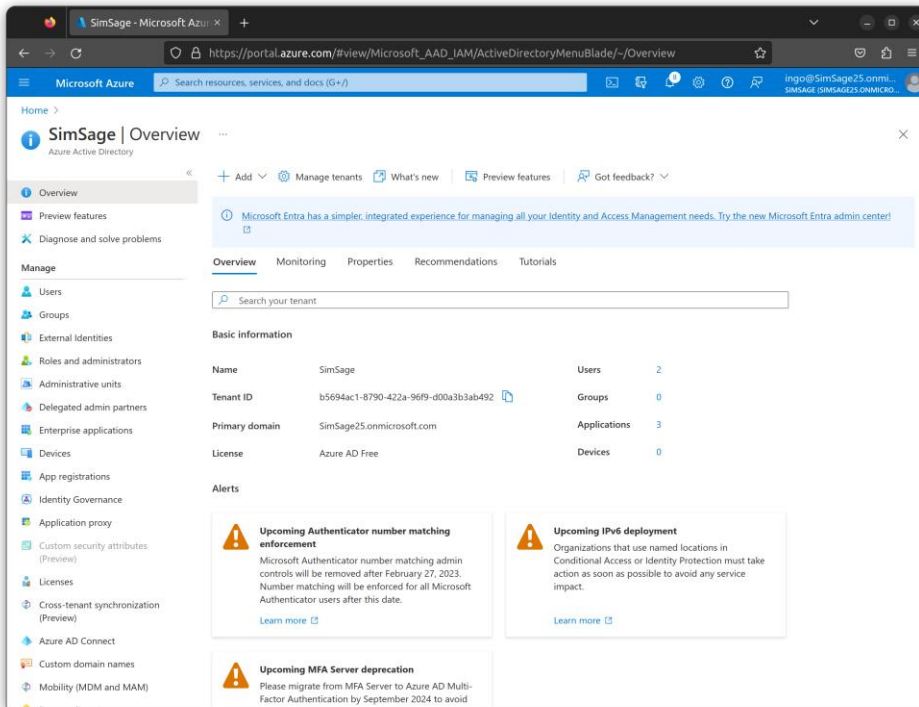 SimSage - Microsoft Azu
https://portal.azure.com/#view/Microsoft_AAD_IAM/ActiveDirectoryMenuBlade/~/Overview
Microsoft Azure
Search resources, services, and docs (G+/)
ingo@SimSage25.onmi...
SIMSAGE (SIMSAGE25.ONMICRO...
Home >
SimSage | Overview ...
Azure Active Directory
«
Overview
Preview features
Diagnose and solve problems
Manage
Users
Groups
External Identities
Roles and administrators
Administrative units
Delegated admin partners
Enterprise applications
Devices
App registrations
Identity Governance
Application proxy
Custom security attributes
(Preview)
Licenses
Cross-tenant synchronization
(Preview)
Azure AD Connect
Custom domain names
Mobility (MDM and MAM)
Add
Manage tenants
What's new
Preview features
Got feedback?
Microsoft Entra has a simpler, integrated experience for managing all your Identity and Access Management needs. Try the new Microsoft Entra admin center!
Overview Monitoring Properties Recommendations Tutorials
Search your tenant
Basic information
Name SimSage Users 2
Tenant ID b5694ac1-8790-422a-96f9-d00a3b3ab492 Groups 0
Primary domain SimSage25.onmicrosoft.com Applications 3
License Azure AD Free Devices 0
Alerts
Upcoming Authenticator number matching
enforcement
Microsoft Authenticator number matching admin
controls will be removed after February 27, 2023.
Number matching will be enforced for all Microsoft
Authenticator users after this date.
Learn more
Upcoming IPv6 deployment
Organizations that use named locations in
Conditional Access or Identity Protection must take
action as soon as possible to avoid any service
impact.
Learn more
Upcoming MFA Server deprecation
Please migrate from MFA Server to Azure AD Multi-
Factor Authentication by September 2024 to avoid